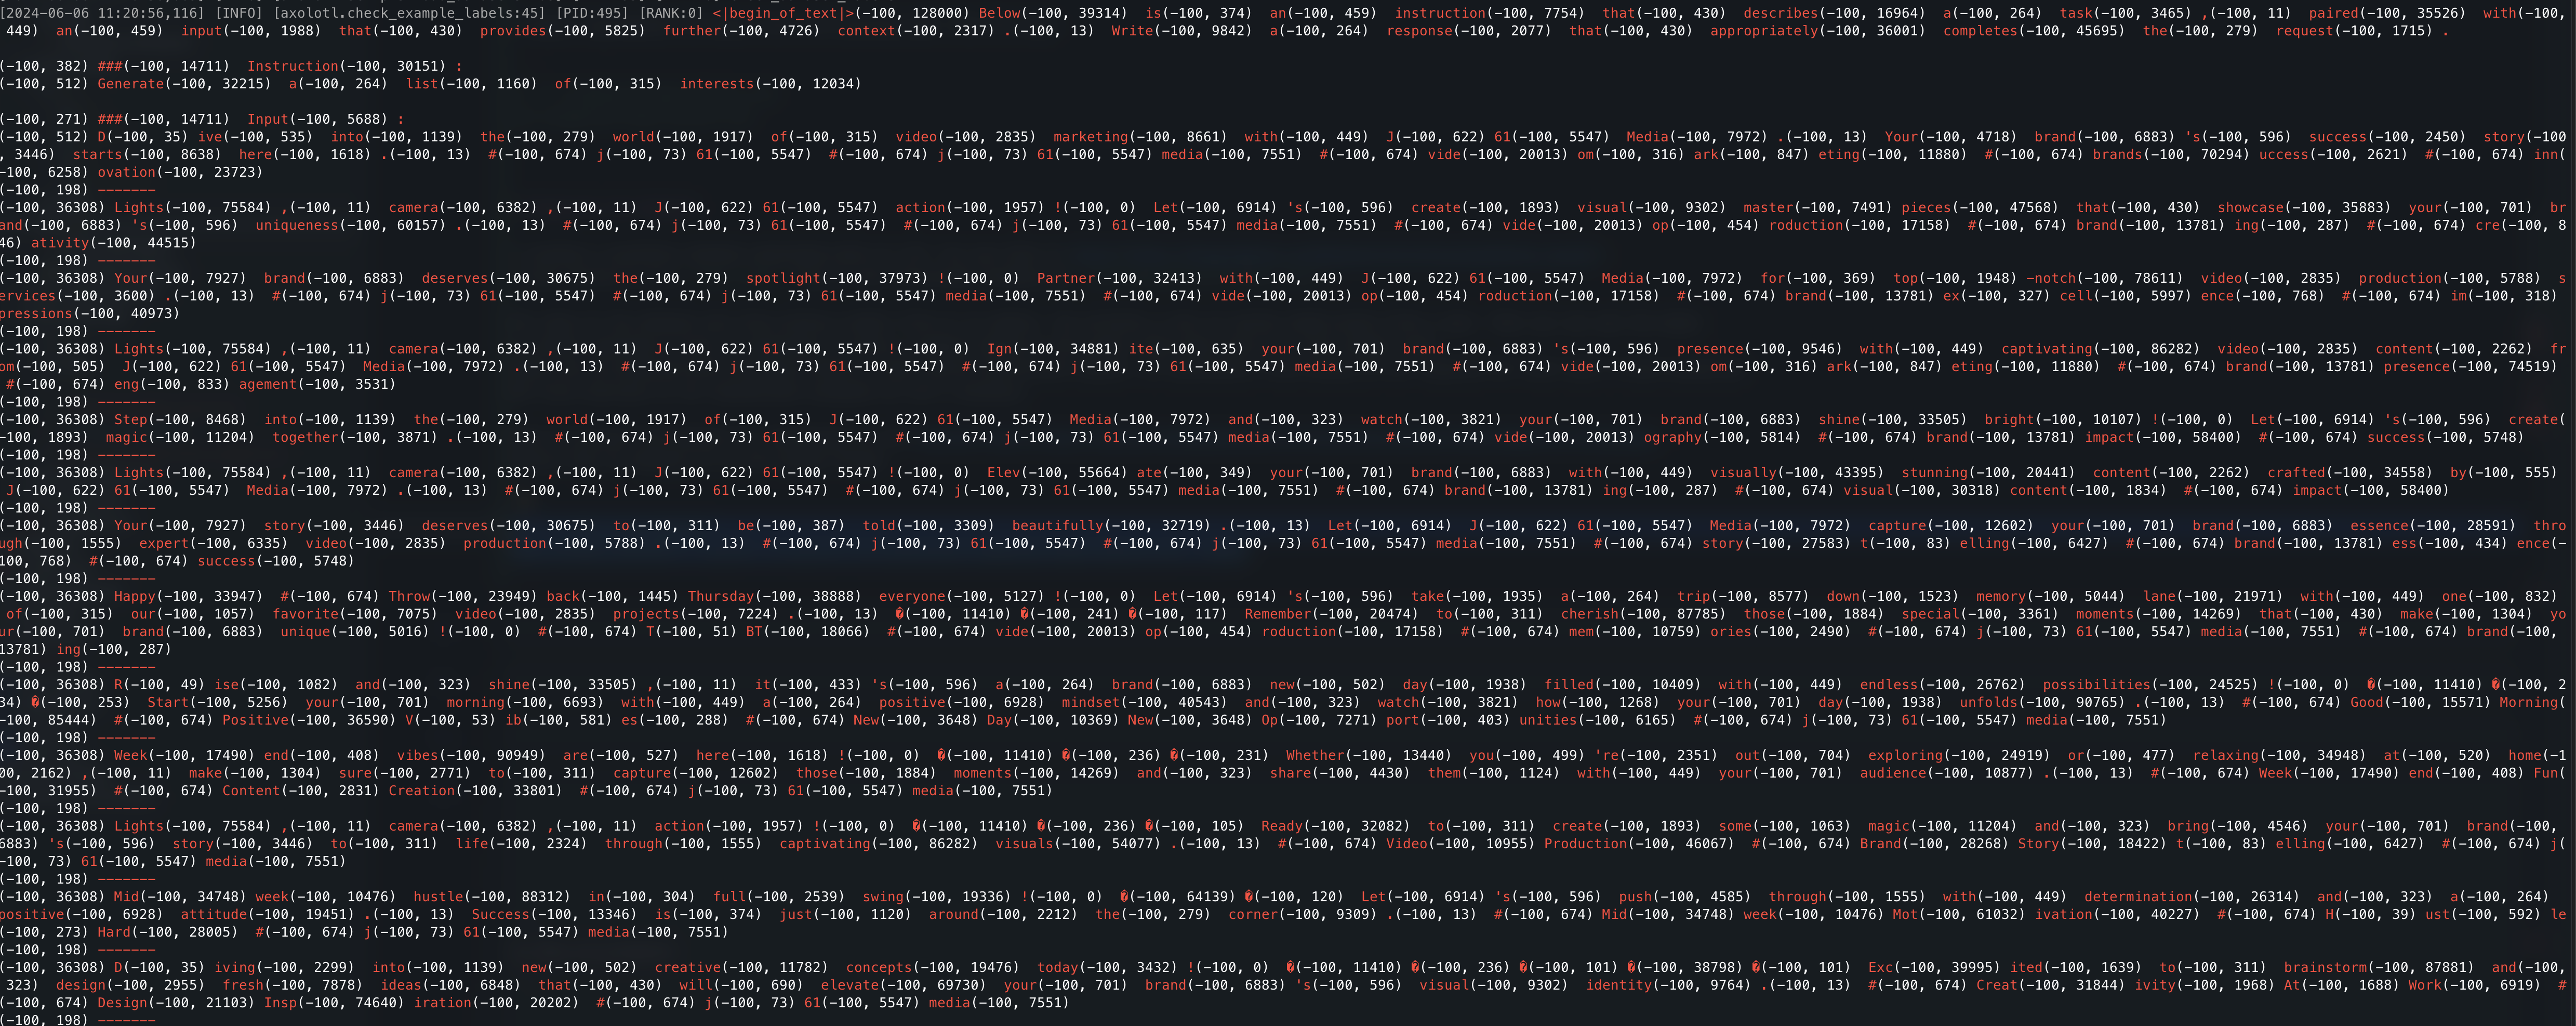 [2024-06-06 11:20:56,116] [INFO] [axolotl.check_example_labels:45] [PID:495] [RANK:0] <|begin_of_text|>(-100, 128000) Below(-100, 39314)  is(-100, 374)  an(-100, 459)  instruction(-100, 7754)  that(-100, 430)  describes(-100, 16964)  a(-100, 264)  task(-100, 3465) ,(-100, 11)  paired(-100, 35526)  with(-100,
449)  an(-100, 459)  input(-100, 1988)  that(-100, 430)  provides(-100, 5825)  further(-100, 4726)  context(-100, 2317) .(-100, 13)  Write(-100, 9842)  a(-100, 264)  response(-100, 2077)  that(-100, 430)  appropriately(-100, 36001)  completes(-100, 45695)  the(-100, 279)  request(-100, 1715) .
(-100, 382) ###(-100, 14711)  Instruction(-100, 30151) :
(-100, 512) Generate(-100, 32215)  a(-100, 264)  list(-100, 1160)  of(-100, 315)  interests(-100, 12034)
(-100, 271) ###(-100, 14711)  Input(-100, 5688) :
(-100, 512) D(-100, 35) ive(-100, 535)  into(-100, 1139)  the(-100, 279)  world(-100, 1917)  of(-100, 315)  video(-100, 2835)  marketing(-100, 8661)  with(-100, 449)  J(-100, 622) 61(-100, 5547)  Media(-100, 7972) .(-100, 13)  Your(-100, 4718)  brand(-100, 6883) 's(-100, 596)  success(-100, 2450)  story(-100
, 3446)  starts(-100, 8638)  here(-100, 1618) .(-100, 13)  #(-100, 674) j(-100, 73) 61(-100, 5547)  #(-100, 674) j(-100, 73) 61(-100, 5547) media(-100, 7551)  #(-100, 674) vide(-100, 20013) om(-100, 316) ark(-100, 847) eting(-100, 11880)  #(-100, 674) brands(-100, 70294) uccess(-100, 2621)  #(-100, 674) inn(
-100, 6258) ovation(-100, 23723)
(-100, 198) -------
(-100, 36308) Lights(-100, 75584) ,(-100, 11)  camera(-100, 6382) ,(-100, 11)  J(-100, 622) 61(-100, 5547)  action(-100, 1957) !(-100, 0)  Let(-100, 6914) 's(-100, 596)  create(-100, 1893)  visual(-100, 9302)  master(-100, 7491) pieces(-100, 47568)  that(-100, 430)  showcase(-100, 35883)  your(-100, 701)  br
and(-100, 6883) 's(-100, 596)  uniqueness(-100, 60157) .(-100, 13)  #(-100, 674) j(-100, 73) 61(-100, 5547)  #(-100, 674) j(-100, 73) 61(-100, 5547) media(-100, 7551)  #(-100, 674) vide(-100, 20013) op(-100, 454) roduction(-100, 17158)  #(-100, 674) brand(-100, 13781) ing(-100, 287)  #(-100, 674) cre(-100, 8
46) ativity(-100, 44515)
(-100, 198) -------
(-100, 36308) Your(-100, 7927)  brand(-100, 6883)  deserves(-100, 30675)  the(-100, 279)  spotlight(-100, 37973) !(-100, 0)  Partner(-100, 32413)  with(-100, 449)  J(-100, 622) 61(-100, 5547)  Media(-100, 7972)  for(-100, 369)  top(-100, 1948) -notch(-100, 78611)  video(-100, 2835)  production(-100, 5788)  s
ervices(-100, 3600) .(-100, 13)  #(-100, 674) j(-100, 73) 61(-100, 5547)  #(-100, 674) j(-100, 73) 61(-100, 5547) media(-100, 7551)  #(-100, 674) vide(-100, 20013) op(-100, 454) roduction(-100, 17158)  #(-100, 674) brand(-100, 13781) ex(-100, 327) cell(-100, 5997) ence(-100, 768)  #(-100, 674) im(-100, 318)
pressions(-100, 40973)
(-100, 198) -------
(-100, 36308) Lights(-100, 75584) ,(-100, 11)  camera(-100, 6382) ,(-100, 11)  J(-100, 622) 61(-100, 5547) !(-100, 0)  Ign(-100, 34881) ite(-100, 635)  your(-100, 701)  brand(-100, 6883) 's(-100, 596)  presence(-100, 9546)  with(-100, 449)  captivating(-100, 86282)  video(-100, 2835)  content(-100, 2262)  fr
om(-100, 505)  J(-100, 622) 61(-100, 5547)  Media(-100, 7972) .(-100, 13)  #(-100, 674) j(-100, 73) 61(-100, 5547)  #(-100, 674) j(-100, 73) 61(-100, 5547) media(-100, 7551)  #(-100, 674) vide(-100, 20013) om(-100, 316) ark(-100, 847) eting(-100, 11880)  #(-100, 674) brand(-100, 13781) presence(-100, 74519)
#(-100, 674) eng(-100, 833) agement(-100, 3531)
(-100, 198) -------
(-100, 36308) Step(-100, 8468)  into(-100, 1139)  the(-100, 279)  world(-100, 1917)  of(-100, 315)  J(-100, 622) 61(-100, 5547)  Media(-100, 7972)  and(-100, 323)  watch(-100, 3821)  your(-100, 701)  brand(-100, 6883)  shine(-100, 33505)  bright(-100, 10107) !(-100, 0)  Let(-100, 6914) 's(-100, 596)  create(
-100, 1893)  magic(-100, 11204)  together(-100, 3871) .(-100, 13)  #(-100, 674) j(-100, 73) 61(-100, 5547)  #(-100, 674) j(-100, 73) 61(-100, 5547) media(-100, 7551)  #(-100, 674) vide(-100, 20013) ography(-100, 5814)  #(-100, 674) brand(-100, 13781) impact(-100, 58400)  #(-100, 674) success(-100, 5748)
(-100, 198) -------
(-100, 36308) Lights(-100, 75584) ,(-100, 11)  camera(-100, 6382) ,(-100, 11)  J(-100, 622) 61(-100, 5547) !(-100, 0)  Elev(-100, 55664) ate(-100, 349)  your(-100, 701)  brand(-100, 6883)  with(-100, 449)  visually(-100, 43395)  stunning(-100, 20441)  content(-100, 2262)  crafted(-100, 34558)  by(-100, 555)
J(-100, 622) 61(-100, 5547)  Media(-100, 7972) .(-100, 13)  #(-100, 674) j(-100, 73) 61(-100, 5547)  #(-100, 674) j(-100, 73) 61(-100, 5547) media(-100, 7551)  #(-100, 674) brand(-100, 13781) ing(-100, 287)  #(-100, 674) visual(-100, 30318) content(-100, 1834)  #(-100, 674) impact(-100, 58400)
(-100, 198) -------
(-100, 36308) Your(-100, 7927)  story(-100, 3446)  deserves(-100, 30675)  to(-100, 311)  be(-100, 387)  told(-100, 3309)  beautifully(-100, 32719) .(-100, 13)  Let(-100, 6914)  J(-100, 622) 61(-100, 5547)  Media(-100, 7972)  capture(-100, 12602)  your(-100, 701)  brand(-100, 6883)  essence(-100, 28591)  thro
ugh(-100, 1555)  expert(-100, 6335)  video(-100, 2835)  production(-100, 5788) .(-100, 13)  #(-100, 674) j(-100, 73) 61(-100, 5547)  #(-100, 674) j(-100, 73) 61(-100, 5547) media(-100, 7551)  #(-100, 674) story(-100, 27583) t(-100, 83) elling(-100, 6427)  #(-100, 674) brand(-100, 13781) ess(-100, 434) ence(-
100, 768)  #(-100, 674) success(-100, 5748)
(-100, 198) -------
(-100, 36308) Happy(-100, 33947)  #(-100, 674) Throw(-100, 23949) back(-100, 1445) Thursday(-100, 38888)  everyone(-100, 5127) !(-100, 0)  Let(-100, 6914) 's(-100, 596)  take(-100, 1935)  a(-100, 264)  trip(-100, 8577)  down(-100, 1523)  memory(-100, 5044)  lane(-100, 21971)  with(-100, 449)  one(-100, 832)
of(-100, 315)  our(-100, 1057)  favorite(-100, 7075)  video(-100, 2835)  projects(-100, 7224) .(-100, 13)  �(-100, 11410) �(-100, 241) �(-100, 117)  Remember(-100, 20474)  to(-100, 311)  cherish(-100, 87785)  those(-100, 1884)  special(-100, 3361)  moments(-100, 14269)  that(-100, 430)  make(-100, 1304)  yo
ur(-100, 701)  brand(-100, 6883)  unique(-100, 5016) !(-100, 0)  #(-100, 674) T(-100, 51) BT(-100, 18066)  #(-100, 674) vide(-100, 20013) op(-100, 454) roduction(-100, 17158)  #(-100, 674) mem(-100, 10759) ories(-100, 2490)  #(-100, 674) j(-100, 73) 61(-100, 5547) media(-100, 7551)  #(-100, 674) brand(-100,
13781) ing(-100, 287)
(-100, 198) -------
(-100, 36308) R(-100, 49) ise(-100, 1082)  and(-100, 323)  shine(-100, 33505) ,(-100, 11)  it(-100, 433) 's(-100, 596)  a(-100, 264)  brand(-100, 6883)  new(-100, 502)  day(-100, 1938)  filled(-100, 10409)  with(-100, 449)  endless(-100, 26762)  possibilities(-100, 24525) !(-100, 0)  �(-100, 11410) �(-100, 2
34) �(-100, 253)  Start(-100, 5256)  your(-100, 701)  morning(-100, 6693)  with(-100, 449)  a(-100, 264)  positive(-100, 6928)  mindset(-100, 40543)  and(-100, 323)  watch(-100, 3821)  how(-100, 1268)  your(-100, 701)  day(-100, 1938)  unfolds(-100, 90765) .(-100, 13)  #(-100, 674) Good(-100, 15571) Morning(
-100, 85444)  #(-100, 674) Positive(-100, 36590) V(-100, 53) ib(-100, 581) es(-100, 288)  #(-100, 674) New(-100, 3648) Day(-100, 10369) New(-100, 3648) Op(-100, 7271) port(-100, 403) unities(-100, 6165)  #(-100, 674) j(-100, 73) 61(-100, 5547) media(-100, 7551)
(-100, 198) -------
(-100, 36308) Week(-100, 17490) end(-100, 408)  vibes(-100, 90949)  are(-100, 527)  here(-100, 1618) !(-100, 0)  �(-100, 11410) �(-100, 236) �(-100, 231)  Whether(-100, 13440)  you(-100, 499) 're(-100, 2351)  out(-100, 704)  exploring(-100, 24919)  or(-100, 477)  relaxing(-100, 34948)  at(-100, 520)  home(-1
00, 2162) ,(-100, 11)  make(-100, 1304)  sure(-100, 2771)  to(-100, 311)  capture(-100, 12602)  those(-100, 1884)  moments(-100, 14269)  and(-100, 323)  share(-100, 4430)  them(-100, 1124)  with(-100, 449)  your(-100, 701)  audience(-100, 10877) .(-100, 13)  #(-100, 674) Week(-100, 17490) end(-100, 408) Fun(
-100, 31955)  #(-100, 674) Content(-100, 2831) Creation(-100, 33801)  #(-100, 674) j(-100, 73) 61(-100, 5547) media(-100, 7551)
(-100, 198) -------
(-100, 36308) Lights(-100, 75584) ,(-100, 11)  camera(-100, 6382) ,(-100, 11)  action(-100, 1957) !(-100, 0)  �(-100, 11410) �(-100, 236) �(-100, 105)  Ready(-100, 32082)  to(-100, 311)  create(-100, 1893)  some(-100, 1063)  magic(-100, 11204)  and(-100, 323)  bring(-100, 4546)  your(-100, 701)  brand(-100,
6883) 's(-100, 596)  story(-100, 3446)  to(-100, 311)  life(-100, 2324)  through(-100, 1555)  captivating(-100, 86282)  visuals(-100, 54077) .(-100, 13)  #(-100, 674) Video(-100, 10955) Production(-100, 46067)  #(-100, 674) Brand(-100, 28268) Story(-100, 18422) t(-100, 83) elling(-100, 6427)  #(-100, 674) j(
-100, 73) 61(-100, 5547) media(-100, 7551)
(-100, 198) -------
(-100, 36308) Mid(-100, 34748) week(-100, 10476)  hustle(-100, 88312)  in(-100, 304)  full(-100, 2539)  swing(-100, 19336) !(-100, 0)  �(-100, 64139) �(-100, 120)  Let(-100, 6914) 's(-100, 596)  push(-100, 4585)  through(-100, 1555)  with(-100, 449)  determination(-100, 26314)  and(-100, 323)  a(-100, 264)
positive(-100, 6928)  attitude(-100, 19451) .(-100, 13)  Success(-100, 13346)  is(-100, 374)  just(-100, 1120)  around(-100, 2212)  the(-100, 279)  corner(-100, 9309) .(-100, 13)  #(-100, 674) Mid(-100, 34748) week(-100, 10476) Mot(-100, 61032) ivation(-100, 40227)  #(-100, 674) H(-100, 39) ust(-100, 592) le
(-100, 273) Hard(-100, 28005)  #(-100, 674) j(-100, 73) 61(-100, 5547) media(-100, 7551)
(-100, 198) -------
(-100, 36308) D(-100, 35) iving(-100, 2299)  into(-100, 1139)  new(-100, 502)  creative(-100, 11782)  concepts(-100, 19476)  today(-100, 3432) !(-100, 0)  �(-100, 11410) �(-100, 236) �(-100, 101) �(-100, 38798) �(-100, 101)  Exc(-100, 39995) ited(-100, 1639)  to(-100, 311)  brainstorm(-100, 87881)  and(-100,
323)  design(-100, 2955)  fresh(-100, 7878)  ideas(-100, 6848)  that(-100, 430)  will(-100, 690)  elevate(-100, 69730)  your(-100, 701)  brand(-100, 6883) 's(-100, 596)  visual(-100, 9302)  identity(-100, 9764) .(-100, 13)  #(-100, 674) Creat(-100, 31844) ivity(-100, 1968) At(-100, 1688) Work(-100, 6919)  #
(-100, 674) Design(-100, 21103) Insp(-100, 74640) iration(-100, 20202)  #(-100, 674) j(-100, 73) 61(-100, 5547) media(-100, 7551)
(-100, 198) -------